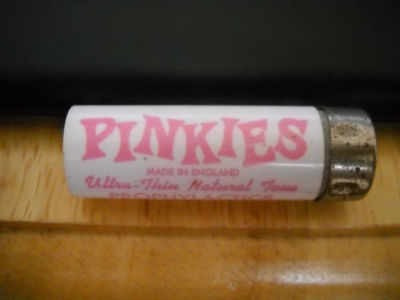 PINKIES
MADE IN ENGLAND
Ultra-Thin Natural Tone
PROPHYLACTICS